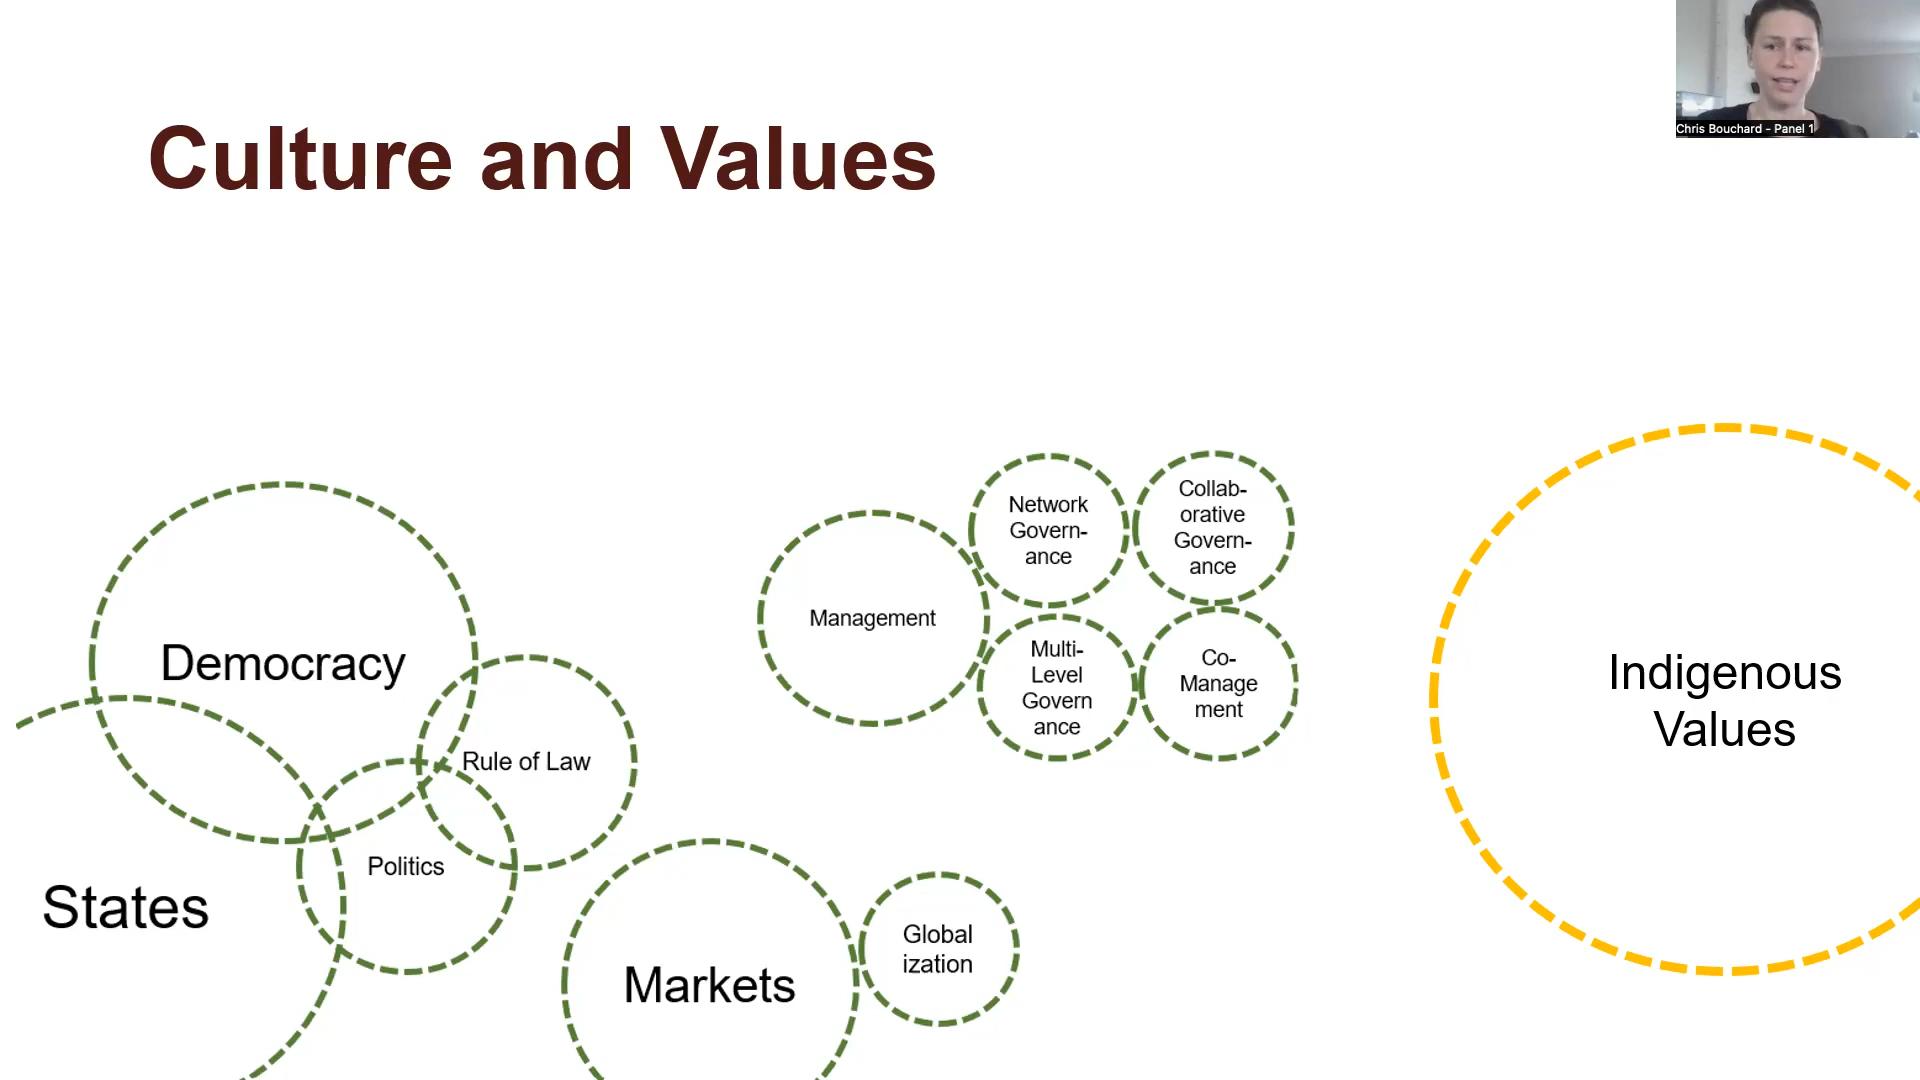 Chris Bouchard - Panel 1
Culture and Values
Network
Govern-
ance
Collab-
orative
Govern-
ance
Management
Multi-
Level
Govern
ance
Co-
Manage
ment
Indigenous
Values
Democracy
Rule of Law
Politics
States
Markets
Global
ization